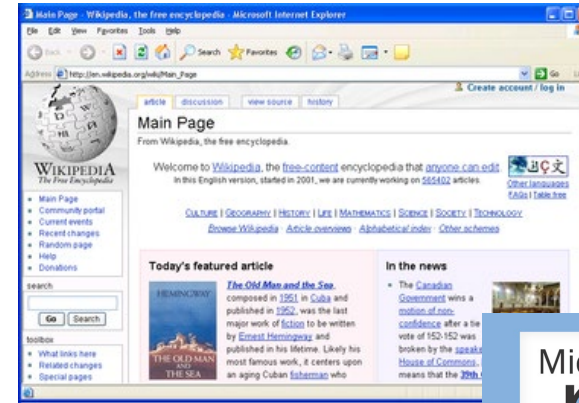 Main Page - Wikipedia, the free encyclopedia - Microsoft Internet Explorer
File Edit View Favorites Tools Help
Back Search Favorites
Address http://en.wikipedia.org/wiki/Main_Page Go
Create account / log in
article discussion view source history
Main Page
From Wikipedia, the free encyclopedia.
Welcome to Wikipedia, the free-content encyclopedia that anyone can edit.
In this English version, started in 2001, we are currently working on 565402 articles.
Other languages
FAQs | Table free
CULTURE | GEOGRAPHY | HISTORY | LIFE | MATHEMATICS | SCIENCE | SOCIETY | TECHNOLOGY
Browse Wikipedia · Article overviews · Alphabetical index · Other schemes
WIKIPEDIA
The Free Encyclopedia
Main Page
Community portal
Current events
Recent changes
Random page
Help
Donations
search
Go Search
toolbox
What links here
Related changes
Special pages
Today's featured article
HEMINGWAY
THE OLD MAN
AND
THE SEA
The Old Man and the Sea,
composed in 1951 in Cuba and
published in 1952, was the last
major work of fiction to be written
by Ernest Hemingway and
published in his lifetime. Likely his
most famous work, it centers upon
an aging Cuban fisherman who
In the news
The Canadian
Government wins a
motion of non-
confidence after a tie
vote of 152-152 was
broken by the
House of Commons,
means that the 39th